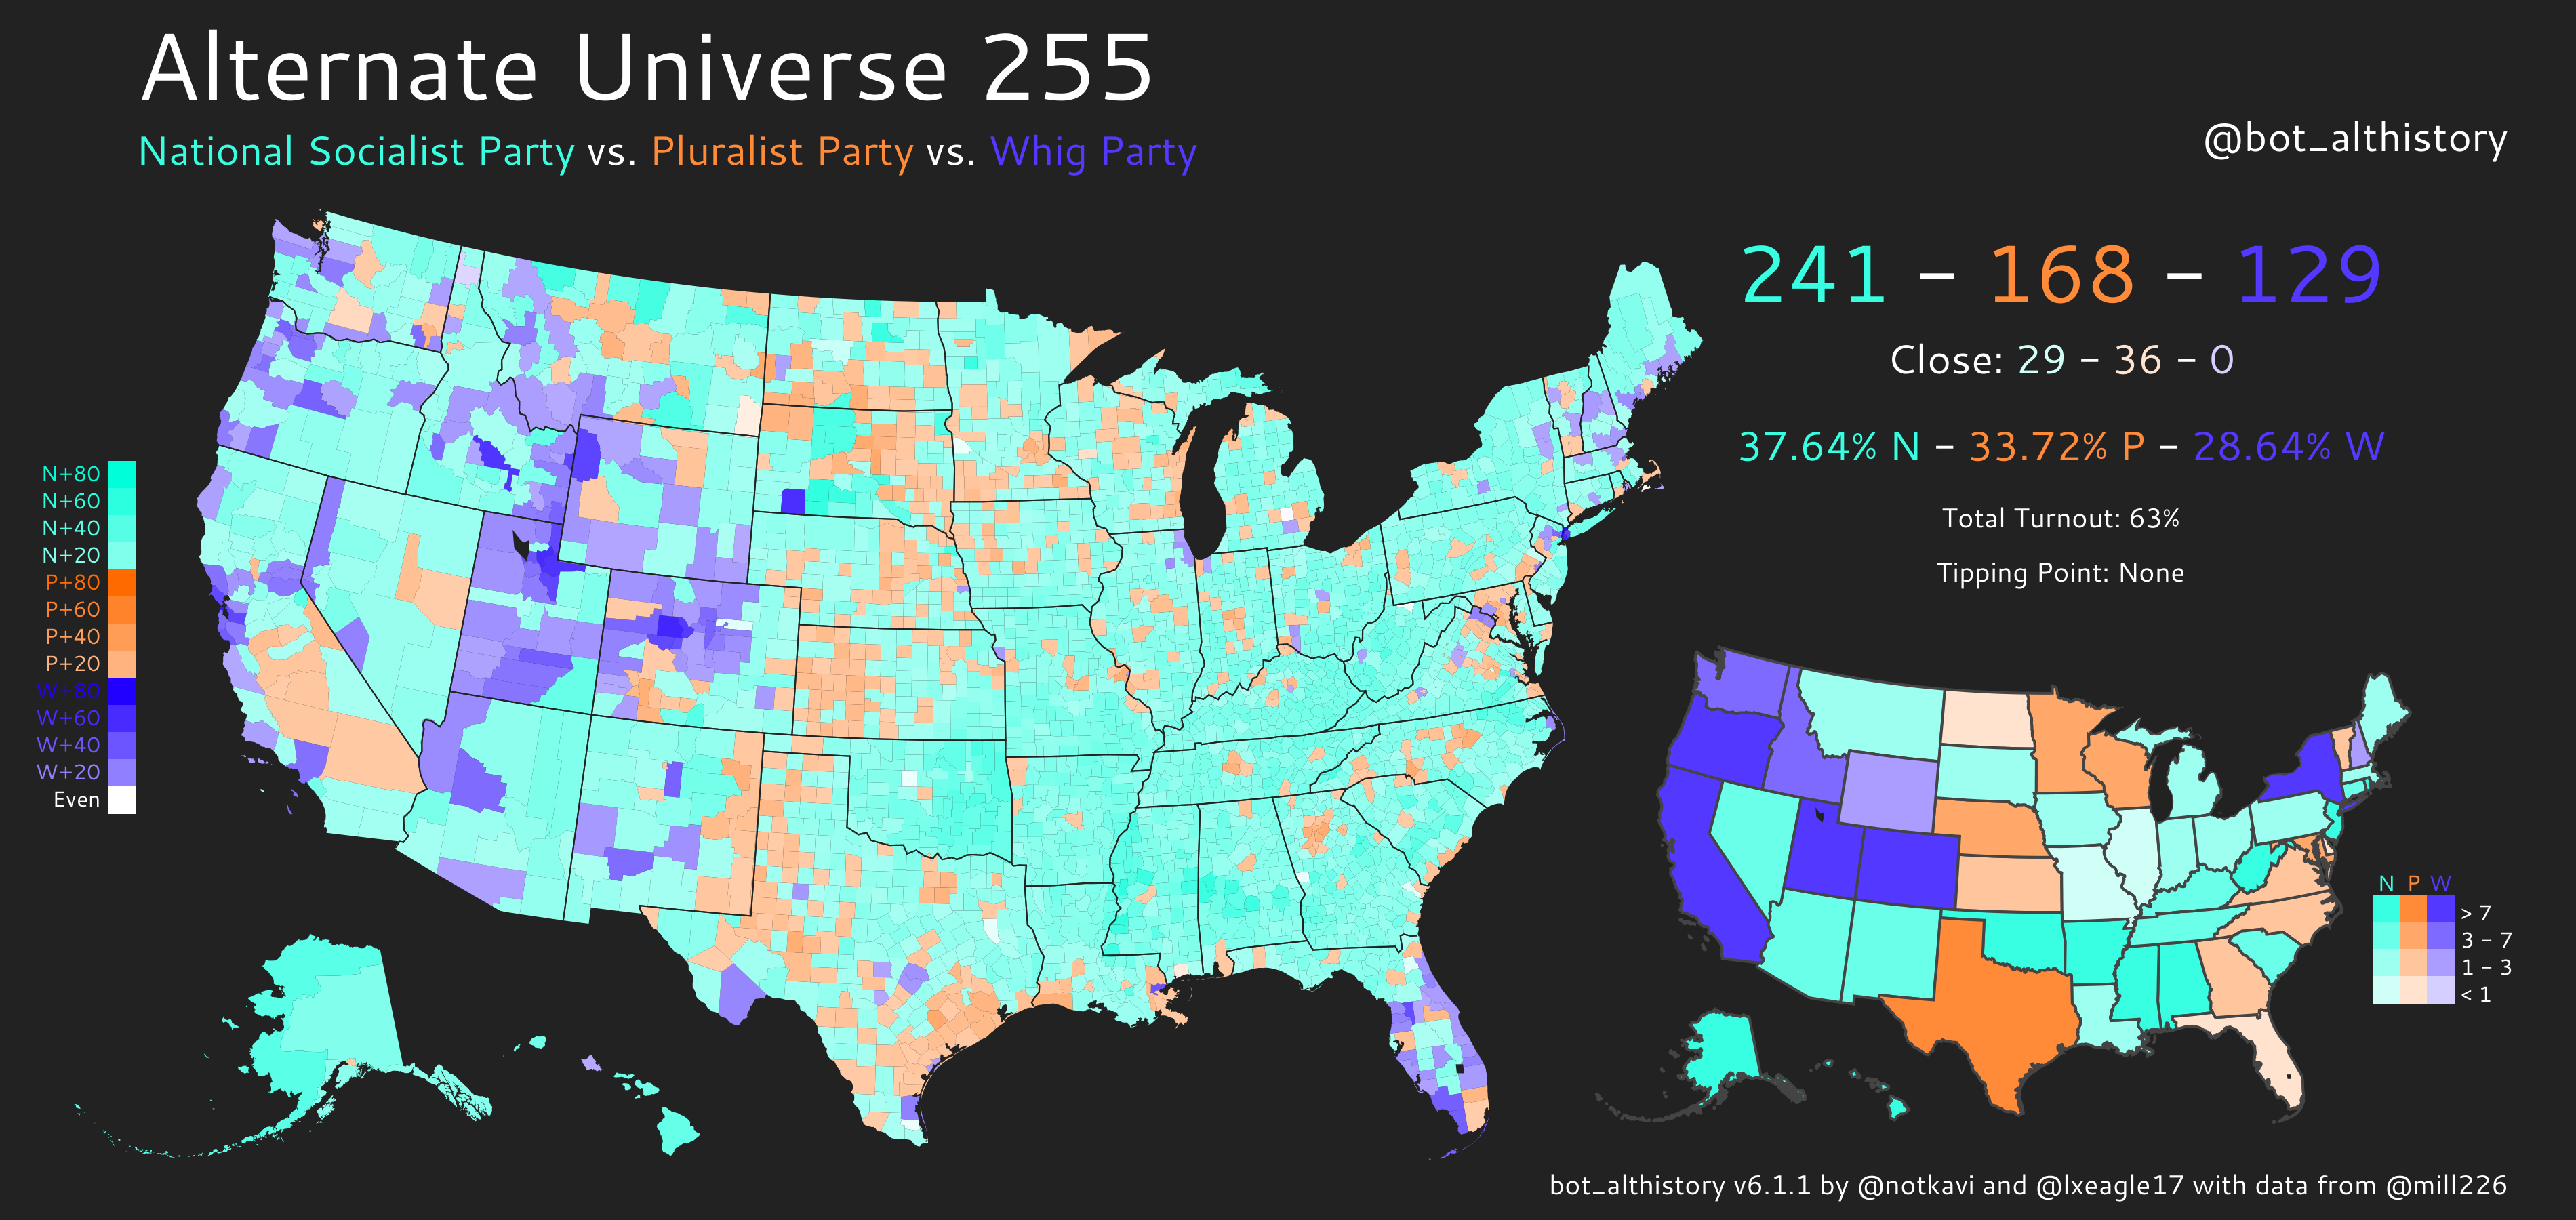 Alternate Universe 255
National Socialist Party vs. Pluralist Party vs. Whig Party
@bot_althistory
241 - 168 - 129
Close: 29 - 36 - 0
37.64% N - 33.72% P - 28.64% W
Total Turnout: 63%
Tipping Point: None
N+80
N+60
N+40
N+20
P+80
P+60
P+40
P+20
W+80
W+60
W+40
W+20
Even
N P W
> 7
3 - 7
1 - 3
< 1
bot_althistory v6.1.1 by @notkavi and @lxeagle17 with data from @mill226